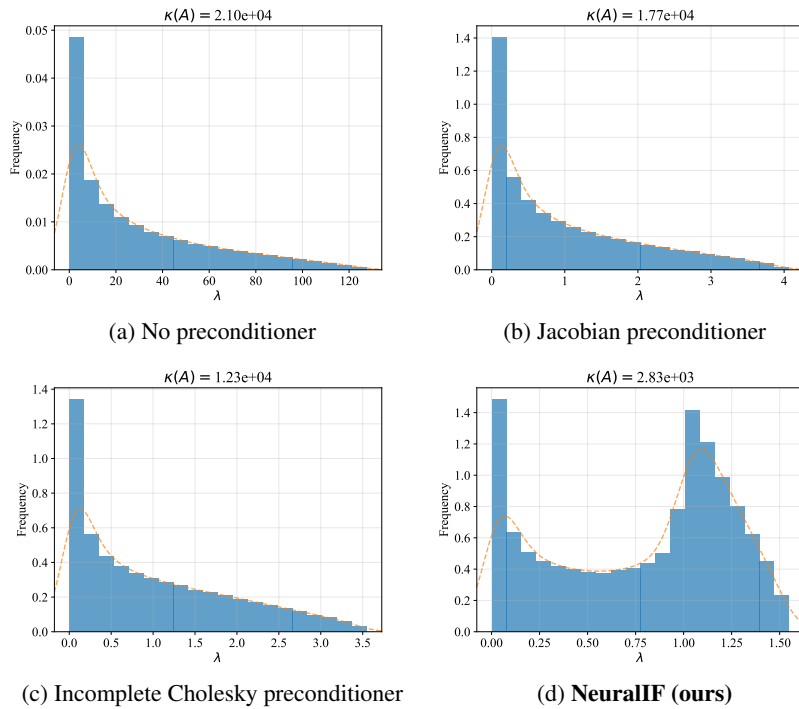 κ(A) = 2.10e+04
0.05
0.04
0.03
0.02
0.01
0.00
Frequency
0 20 40 60 80 100 120
λ
(a) No preconditioner
κ(A) = 1.77e+04
1.4
1.2
1.0
0.8
0.6
0.4
0.2
0.0
Frequency
0 1 2 3 4
λ
(b) Jacobian preconditioner
κ(A) = 1.23e+04
1.4
1.2
1.0
0.8
0.6
0.4
0.2
0.0
Frequency
0.0 0.5 1.0 1.5 2.0 2.5 3.0 3.5
λ
(c) Incomplete Cholesky preconditioner
κ(A) = 2.83e+03
1.4
1.2
1.0
0.8
0.6
0.4
0.2
0.0
Frequency
0.00 0.25 0.50 0.75 1.00 1.25 1.50
λ
(d) NeuralIF (ours)